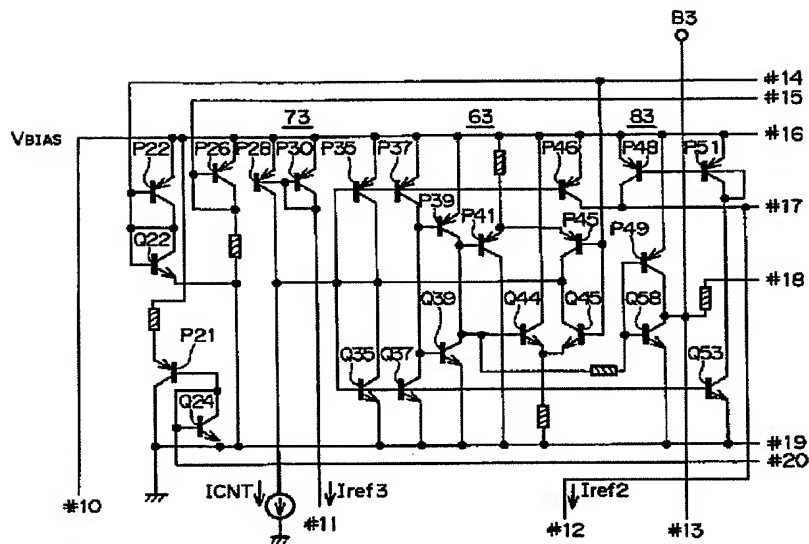 B3
#14
#15
73 63 83
VBIAS #16
P22 P26 P28 P30 P35 P37 P46 P48 P51
#17
P39 P41 P45 P49
Q22
#18
Q39 Q44 Q45 Q58
P21
Q35 Q37 Q53
Q24
#19
#20
ICNT Iref3 Iref2
#10 #11 #12 #13